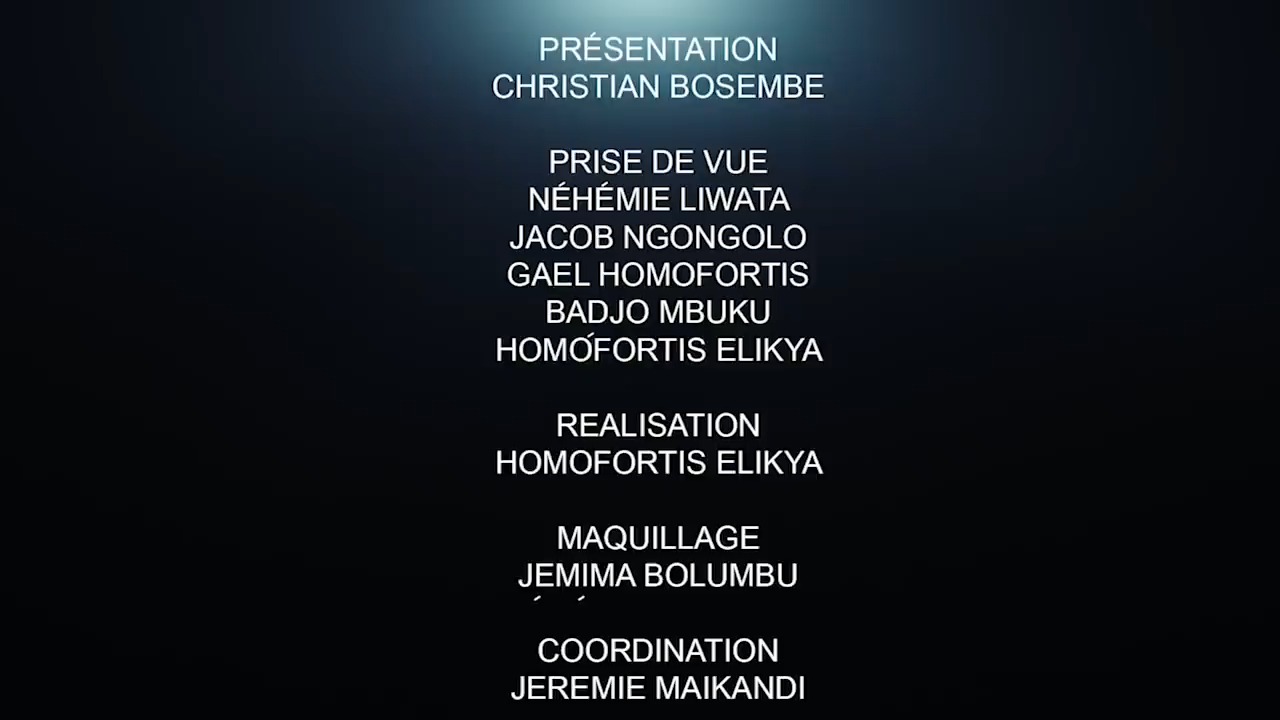 PRÉSENTATION
CHRISTIAN BOSEMBE
PRISE DE VUE
NÉHÉMIE LIWATA
JACOB NGONGOLO
GAEL HOMOFORTIS
BADJO MBUKU
HOMOFORTIS ELIKYA
REALISATION
HOMOFORTIS ELIKYA
MAQUILLAGE
JEMIMA BOLUMBU
COORDINATION
JEREMIE MAIKANDI